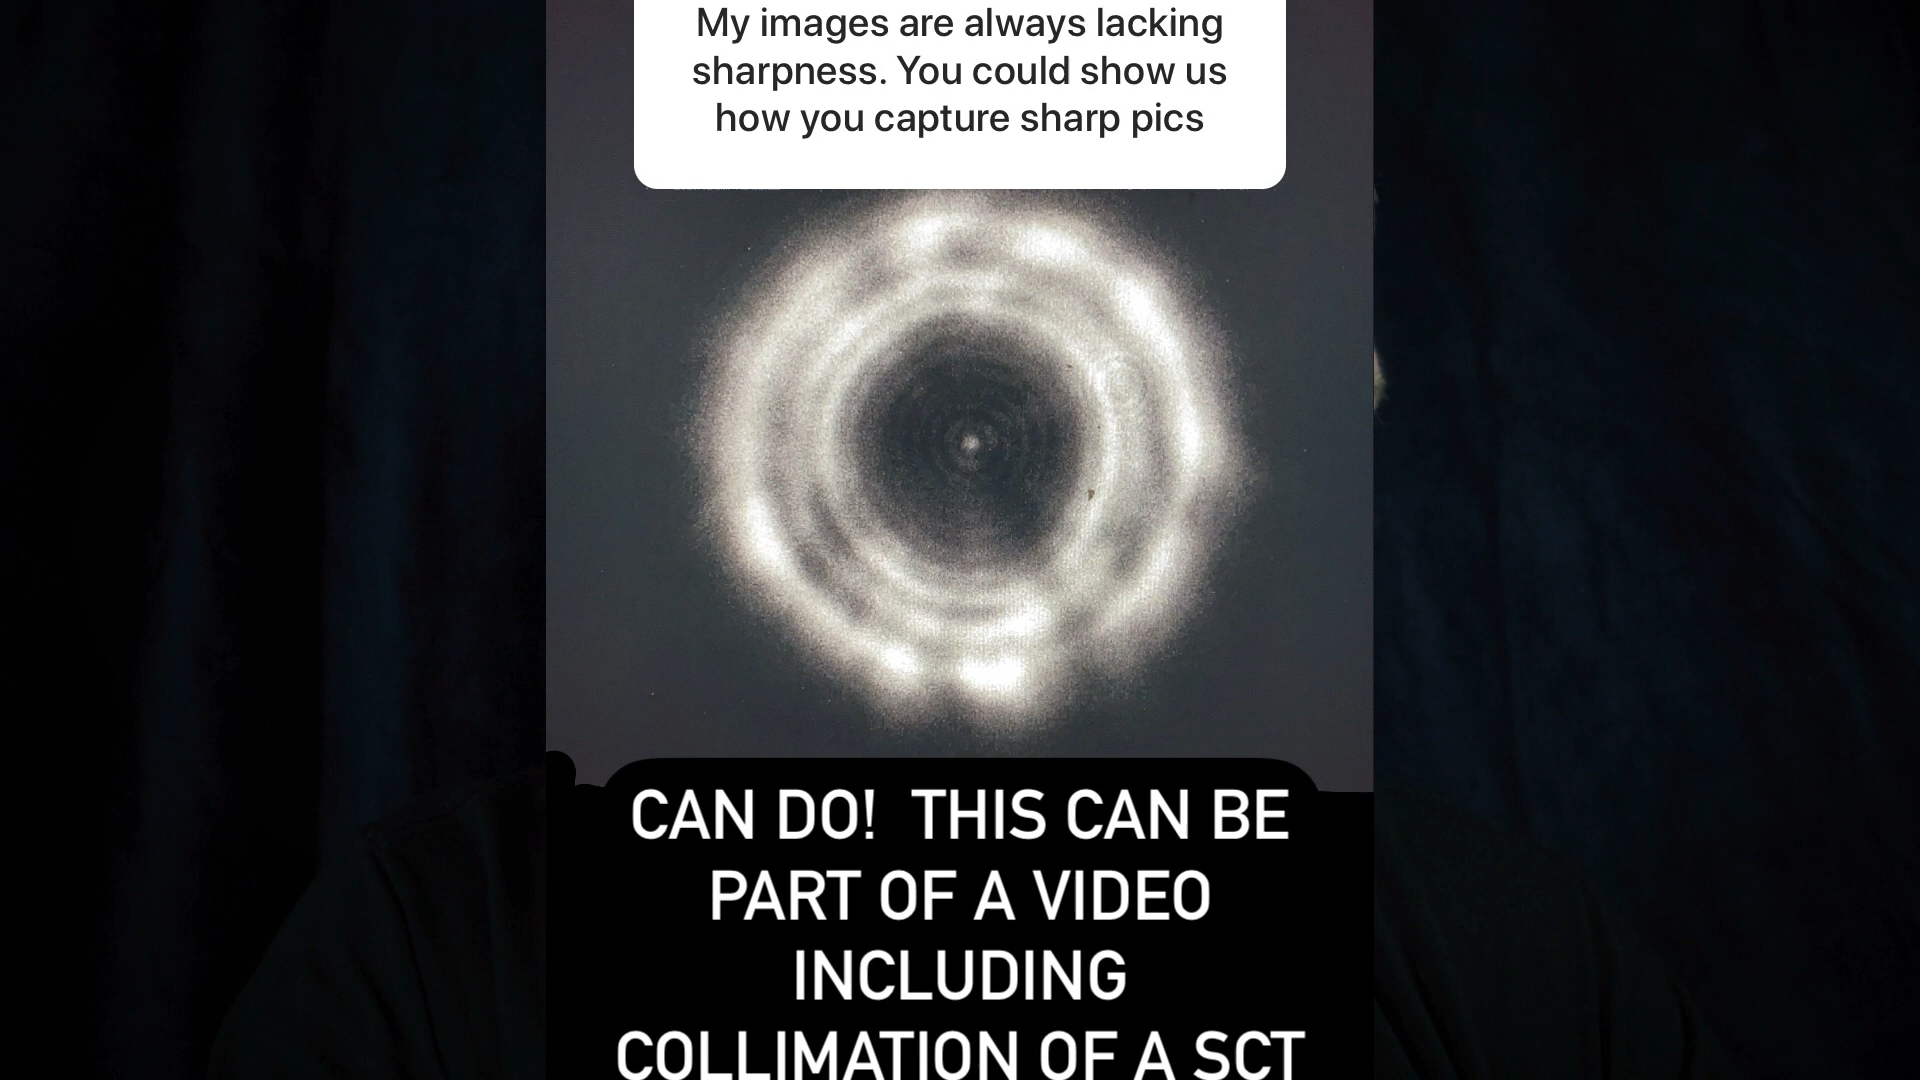 My images are always lacking
sharpness. You could show us
how you capture sharp pics
CAN DO! THIS CAN BE
PART OF A VIDEO
INCLUDING
COLLIMATION OF A SCT